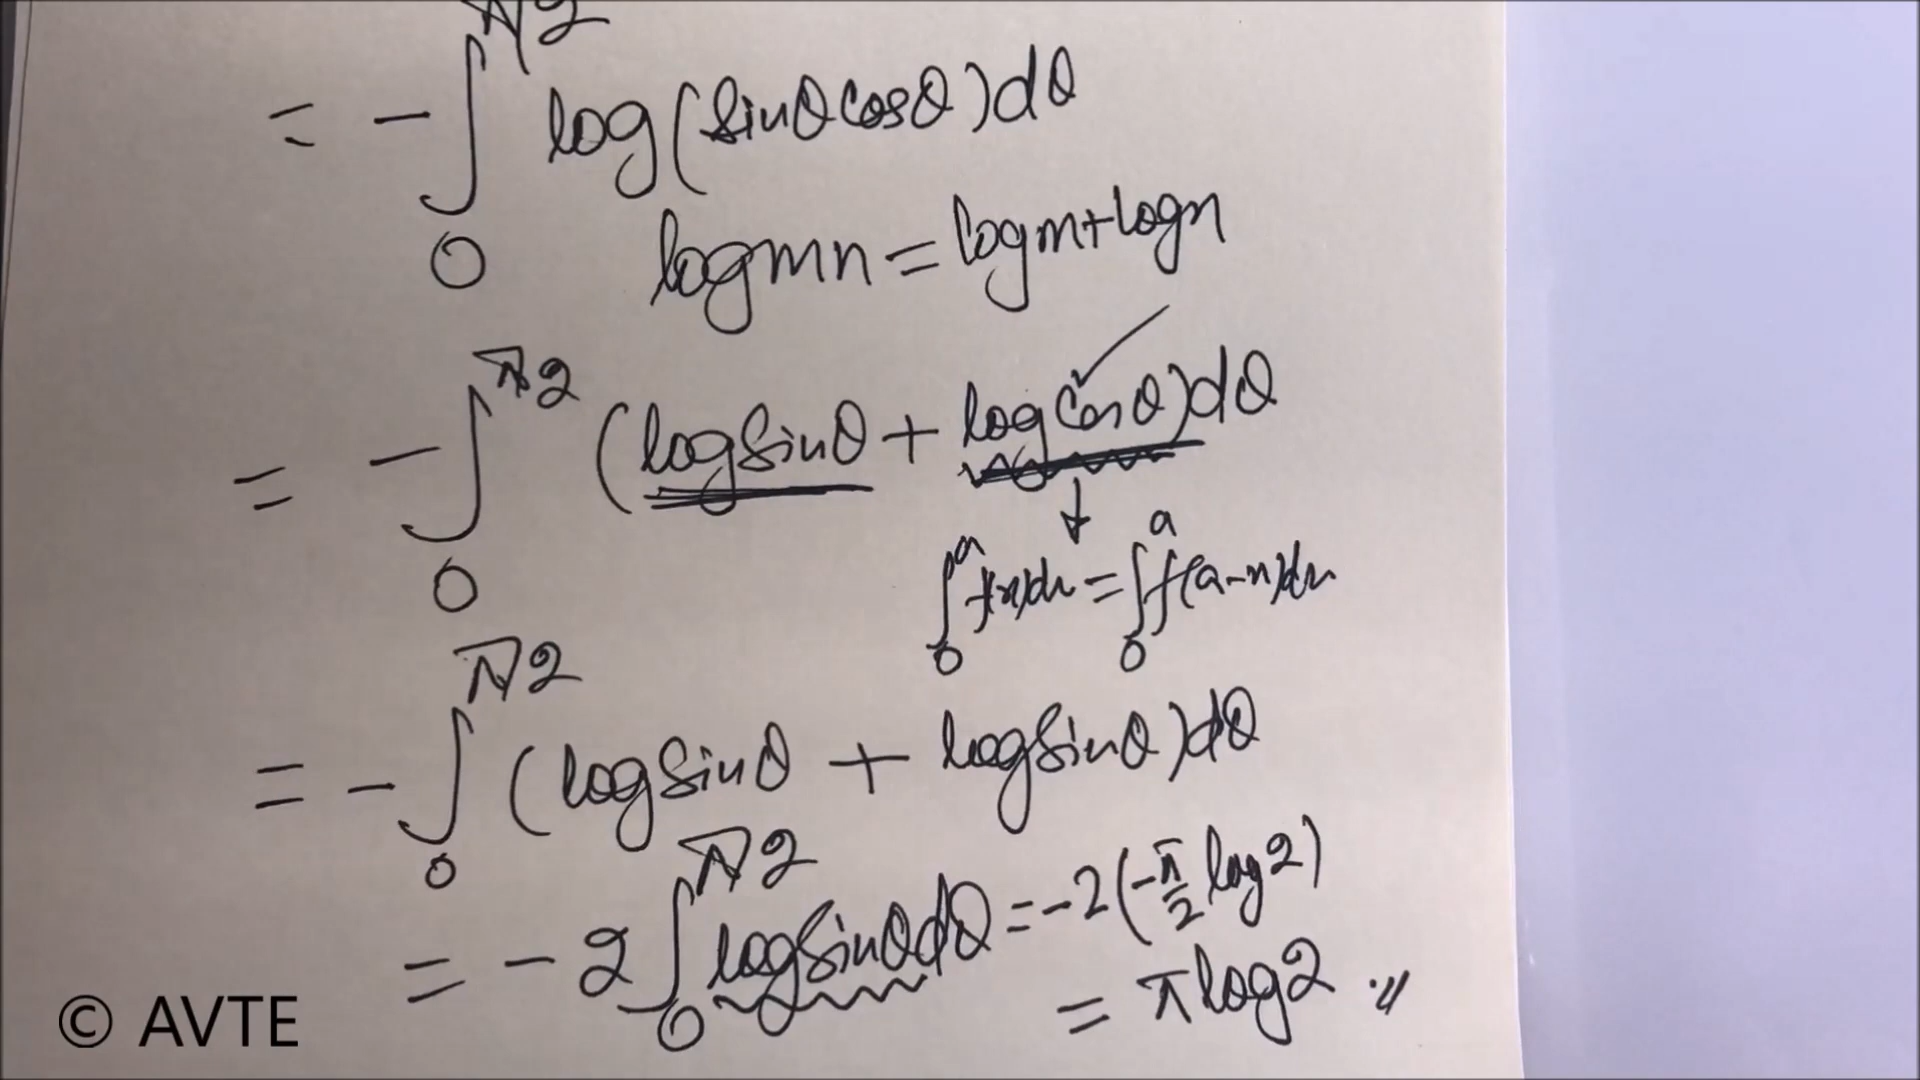 = - ∫₀^π/2 log(sinθ cosθ)dθ
log mn = log m + log n
= - ∫₀^π/2 (log sinθ + log cosθ)dθ
∫₀^a f(x)dx = ∫₀^a f(a-x)dx
= - ∫₀^π/2 (log sinθ + log sinθ)dθ
= - 2 ∫₀^π/2 log sinθ dθ = -2(-π/2 log 2)
= π log 2 .//
© AVTE